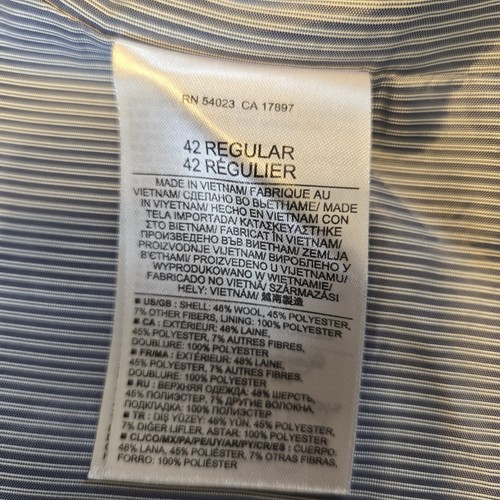 RN 54023 CA 17897
42 REGULAR
42 RÉGULIER
MADE IN VIETNAM/ FABRIQUE AU
VIETNAM/ СДЕЛАНО ВО ВЬЕТНАМЕ/ MADE
IN VIYETNAM/ HECHO EN VIETNAM CON
TELA IMPORTADA/ ΚΑΤΑΣΚΕΥΑΣΤΗΚΕ
ΣΤΟ ΒΙΕΤΝΑΜ/ FABRICAT ÎN VIETNAM/
ПРОИЗВЕДЕНО ВЪВ ВИЕТНАМ/ ZEMLJA
PROIZVODNJE VIJETNAM/ ВИРОБЛЕНО У
В'ЄТНАМІ/ PROIZVEDENO U VIJETNAMU/
WYPRODUKOWANO W WIETNAMIE/
FABRICADO NO VIETNÃ/ SZÁRMAZÁSI
HELY: VIETNÁM/ 越南製造
■ US/GB : SHELL: 48% WOOL, 45% POLYESTER,
7% OTHER FIBERS, LINING: 100% POLYESTER
■ CA : EXTÉRIEUR: 48% LAINE,
45% POLYESTER, 7% AUTRES FIBRES,
DOUBLURE: 100% POLYESTER
■ FR/MA : EXTÉRIEUR: 48% LAINE,
45% POLYESTER, 7% AUTRES FIBRES,
DOUBLURE: 100% POLYESTER
■ RU : ВЕРХНЯЯ ОДЕЖДА: 48% ШЕРСТЬ,
45% ПОЛИЭСТЕР, 7% ДРУГИЕ ВОЛОКНА,
ПОДКЛАДКА: 100% ПОЛИЭСТЕР
■ TR : DIŞ YÜZEY: 48% YÜN, 45% POLYESTER,
7% DİĞER LIFLER, ASTAR: 100% POLYESTER
■ CL/CO/MX/PA/PE/UY/AR/PY/CR/ES : CUERPO:
48% LANA, 45% POLIÉSTER, 7% OTRAS FIBRAS,
FORRO: 100% POLIÉSTER